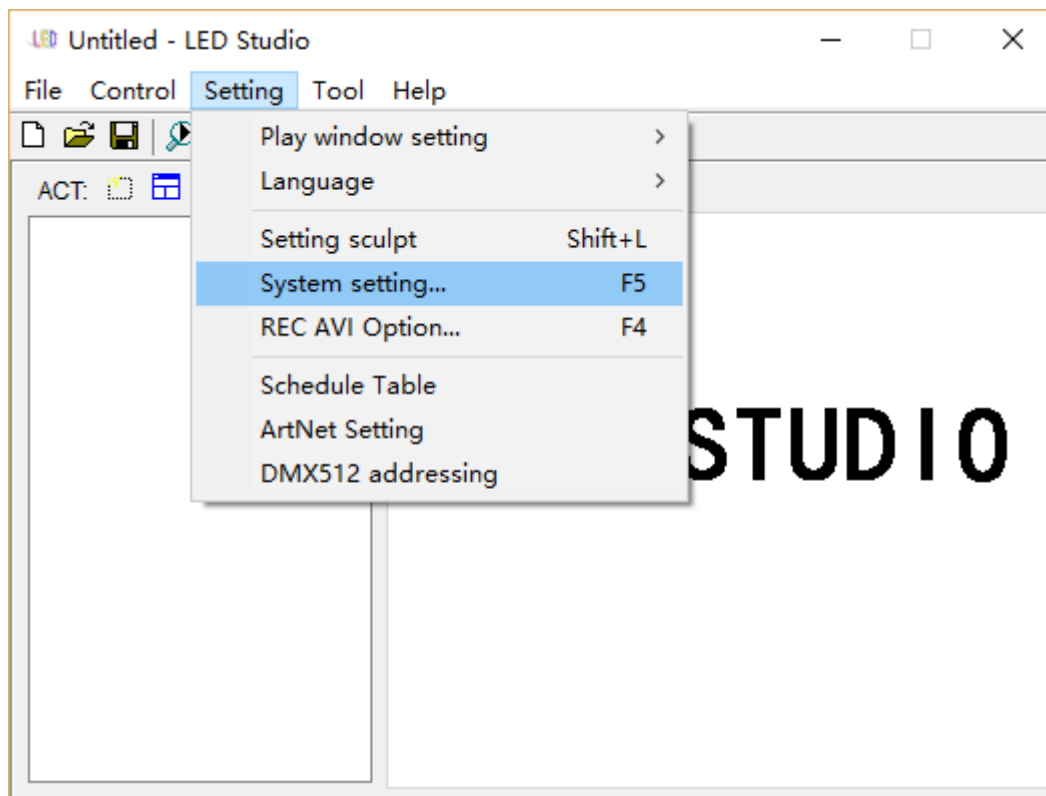 LED Untitled - LED Studio
File Control Setting Tool Help
ACT:
Play window setting >
Language >
Setting sculpt Shift+L
System setting... F5
REC AVI Option... F4
Schedule Table
ArtNet Setting
DMX512 addressing
STUDIO